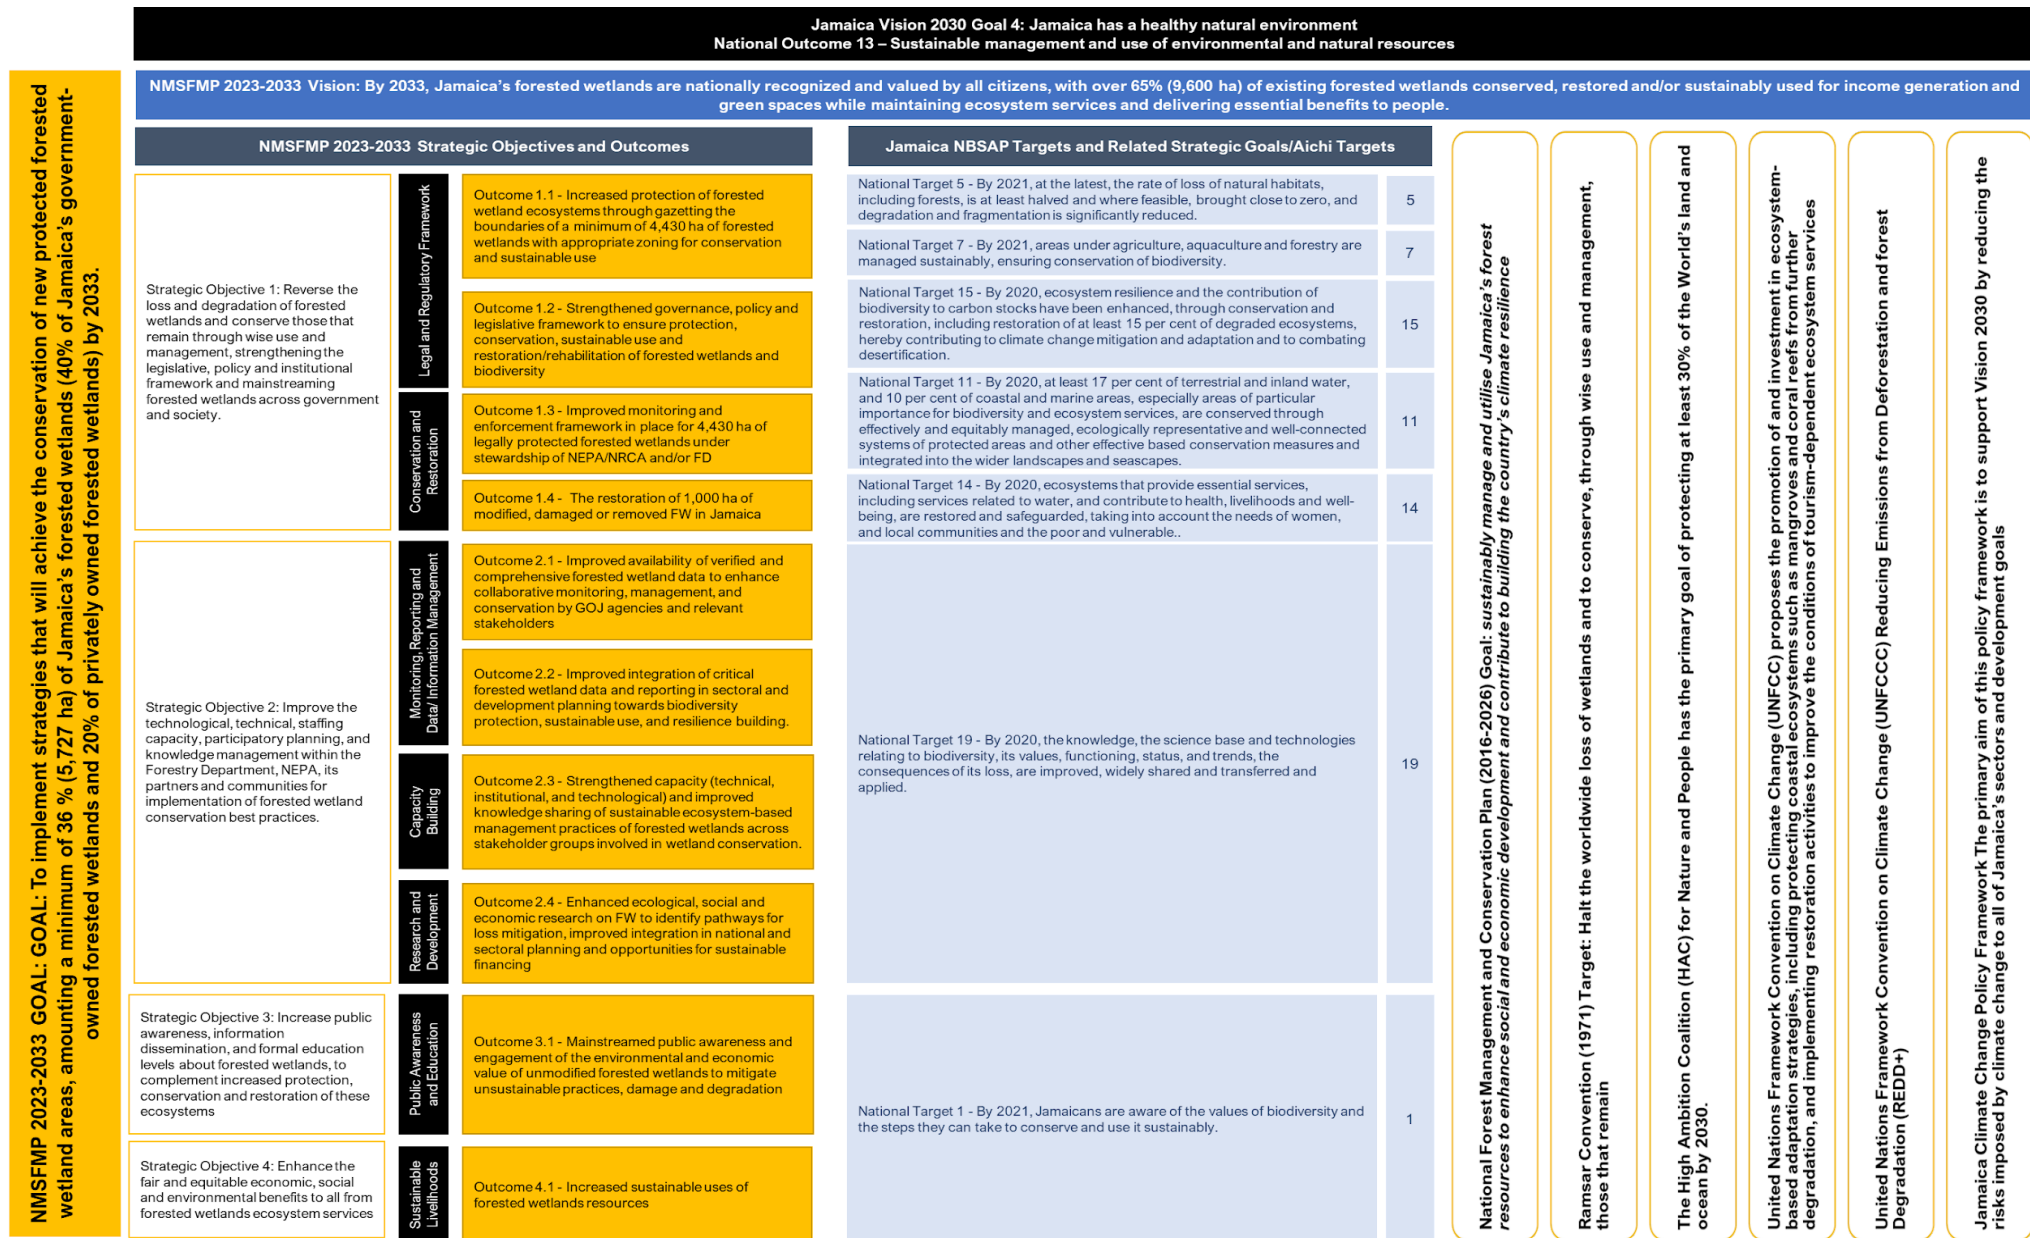 Jamaica Vision 2030 Goal 4: Jamaica has a healthy natural environment
National Outcome 13 – Sustainable management and use of environmental and natural resources
NMSFMP 2023-2033 GOAL: GOAL: To implement strategies that will achieve the conservation of new protected forested
wetland areas, amounting a minimum of 36 % (5,727 ha) of Jamaica's forested wetlands (40% of Jamaica's government-
owned forested wetlands and 20% of privately owned forested wetlands) by 2033.
NMSFMP 2023-2033 Vision: By 2033, Jamaica's forested wetlands are nationally recognized and valued by all citizens, with over 65% (9,600 ha) of existing forested wetlands conserved, restored and/or sustainably used for income generation and
green spaces while maintaining ecosystem services and delivering essential benefits to people.
NMSFMP 2023-2033 Strategic Objectives and Outcomes
Strategic Objective 1: Reverse the
loss and degradation of forested
wetlands and conserve those that
remain through wise use and
management, strengthening the
legislative, policy and institutional
framework and mainstreaming
forested wetlands across government
and society.
Legal and Regulatory Framework
Outcome 1.1 - Increased protection of forested
wetland ecosystems through gazetting the
boundaries of a minimum of 4,430 ha of forested
wetlands with appropriate zoning for conservation
and sustainable use
Outcome 1.2 - Strengthened governance, policy and
legislative framework to ensure protection,
conservation, sustainable use and
restoration/rehabilitation of forested wetlands and
biodiversity
Conservation and
Restoration
Outcome 1.3 - Improved monitoring and
enforcement framework in place for 4,430 ha of
legally protected forested wetlands under
stewardship of NEPA/NRCA and/or FD
Outcome 1.4 - The restoration of 1,000 ha of
modified, damaged or removed FW in Jamaica
Strategic Objective 2: Improve the
technological, technical, staffing
capacity, participatory planning, and
knowledge management within the
Forestry Department, NEPA, its
partners and communities for
implementation of forested wetland
conservation best practices.
Monitoring, Reporting and
Data/ Information Management
Outcome 2.1 - Improved availability of verified and
comprehensive forested wetland data to enhance
collaborative monitoring, management, and
conservation by GOJ agencies and relevant
stakeholders
Outcome 2.2 - Improved integration of critical
forested wetland data and reporting in sectoral and
development planning towards biodiversity
protection, sustainable use, and resilience building.
Capacity
Building
Outcome 2.3 - Strengthened capacity (technical,
institutional, and technological) and improved
knowledge sharing of sustainable ecosystem-based
management practices of forested wetlands across
stakeholder groups involved in wetland conservation.
Research and
Development
Outcome 2.4 - Enhanced ecological, social and
economic research on FW to identify pathways for
loss mitigation, improved integration in national and
sectoral planning and opportunities for sustainable
financing
Strategic Objective 3: Increase public
awareness, information
dissemination, and formal education
levels about forested wetlands, to
complement increased protection,
conservation and restoration of these
ecosystems
Public Awareness
and Education
Outcome 3.1 - Mainstreamed public awareness and
engagement of the environmental and economic
value of unmodified forested wetlands to mitigate
unsustainable practices, damage and degradation
Strategic Objective 4: Enhance the
fair and equitable economic, social
and environmental benefits to all from
forested wetlands ecosystem services
Sustainable
Livelihoods
Outcome 4.1 - Increased sustainable uses of
forested wetlands resources
Jamaica NBSAP Targets and Related Strategic Goals/Aichi Targets
National Target 5 - By 2021, at the latest, the rate of loss of natural habitats,
including forests, is at least halved and where feasible, brought close to zero, and
degradation and fragmentation is significantly reduced.
5
National Target 7 - By 2021, areas under agriculture, aquaculture and forestry are
managed sustainably, ensuring conservation of biodiversity.
7
National Target 15 - By 2020, ecosystem resilience and the contribution of
biodiversity to carbon stocks have been enhanced, through conservation and
restoration, including restoration of at least 15 per cent of degraded ecosystems,
hereby contributing to climate change mitigation and adaptation and to combating
desertification.
15
National Target 11 - By 2020, at least 17 per cent of terrestrial and inland water,
and 10 per cent of coastal and marine areas, especially areas of particular
importance for biodiversity and ecosystem services, are conserved through
effectively and equitably managed, ecologically representative and well-connected
systems of protected areas and other effective based conservation measures and
integrated into the wider landscapes and seascapes.
11
National Target 14 - By 2020, ecosystems that provide essential services,
including services related to water, and contribute to health, livelihoods and well-
being, are restored and safeguarded, taking into account the needs of women,
and local communities and the poor and vulnerable..
14
National Target 19 - By 2020, the knowledge, the science base and technologies
relating to biodiversity, its values, functioning, status, and trends, the
consequences of its loss, are improved, widely shared and transferred and
applied.
19
National Target 1 - By 2021, Jamaicans are aware of the values of biodiversity and
the steps they can take to conserve and use it sustainably.
1
National Forest Management and Conservation Plan (2016-2026) Goal: sustainably manage and utilise Jamaica's forest
resources to enhance social and economic development and contribute to building the country's climate resilience
Ramsar Convention (1971) Target: Halt the worldwide loss of wetlands and to conserve, through wise use and management,
those that remain
The High Ambition Coalition (HAC) for Nature and People has the primary goal of protecting at least 30% of the World's land and
ocean by 2030.
United Nations Framework Convention on Climate Change (UNFCC) proposes the promotion of and investment in ecosystem-
based adaptation strategies, including protecting coastal ecosystems such as mangroves and coral reefs from further
degradation, and implementing restoration activities to improve the conditions of tourism-dependent ecosystem services
United Nations Framework Convention on Climate Change (UNFCCC) Reducing Emissions from Deforestation and forest
Degradation (REDD+)
Jamaica Climate Change Policy Framework The primary aim of this policy framework is to support Vision 2030 by reducing the
risks imposed by climate change to all of Jamaica's sectors and development goals